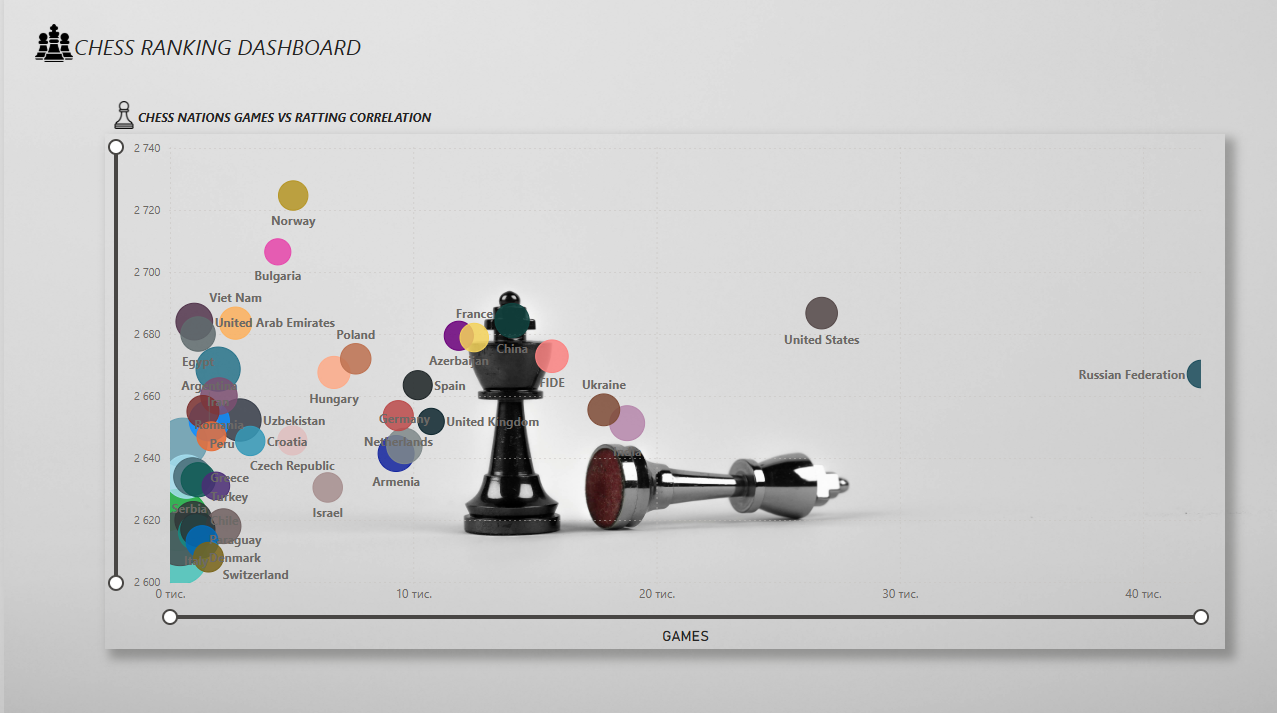 CHESS RANKING DASHBOARD
CHESS NATIONS GAMES VS RATTING CORRELATION
2 740
2 720
Norway
Bulgaria
2 700
Viet Nam
France
United Arab Emirates
2 680
Poland
United States
China
Egypt
Azerbaijan
Russian Federation
FIDE
Argentina
Spain
Ukraine
2 660
Hungary
Iran
Germany
Uzbekistan
United Kingdom
Romania
Peru
Croatia
Netherlands
India
2 640
Czech Republic
Greece
Armenia
Turkey
Serbia
Israel
2 620
Chile
Paraguay
Italy
Denmark
Switzerland
2 600
0 тис.
10 тис.
20 тис.
30 тис.
40 тис.
GAMES